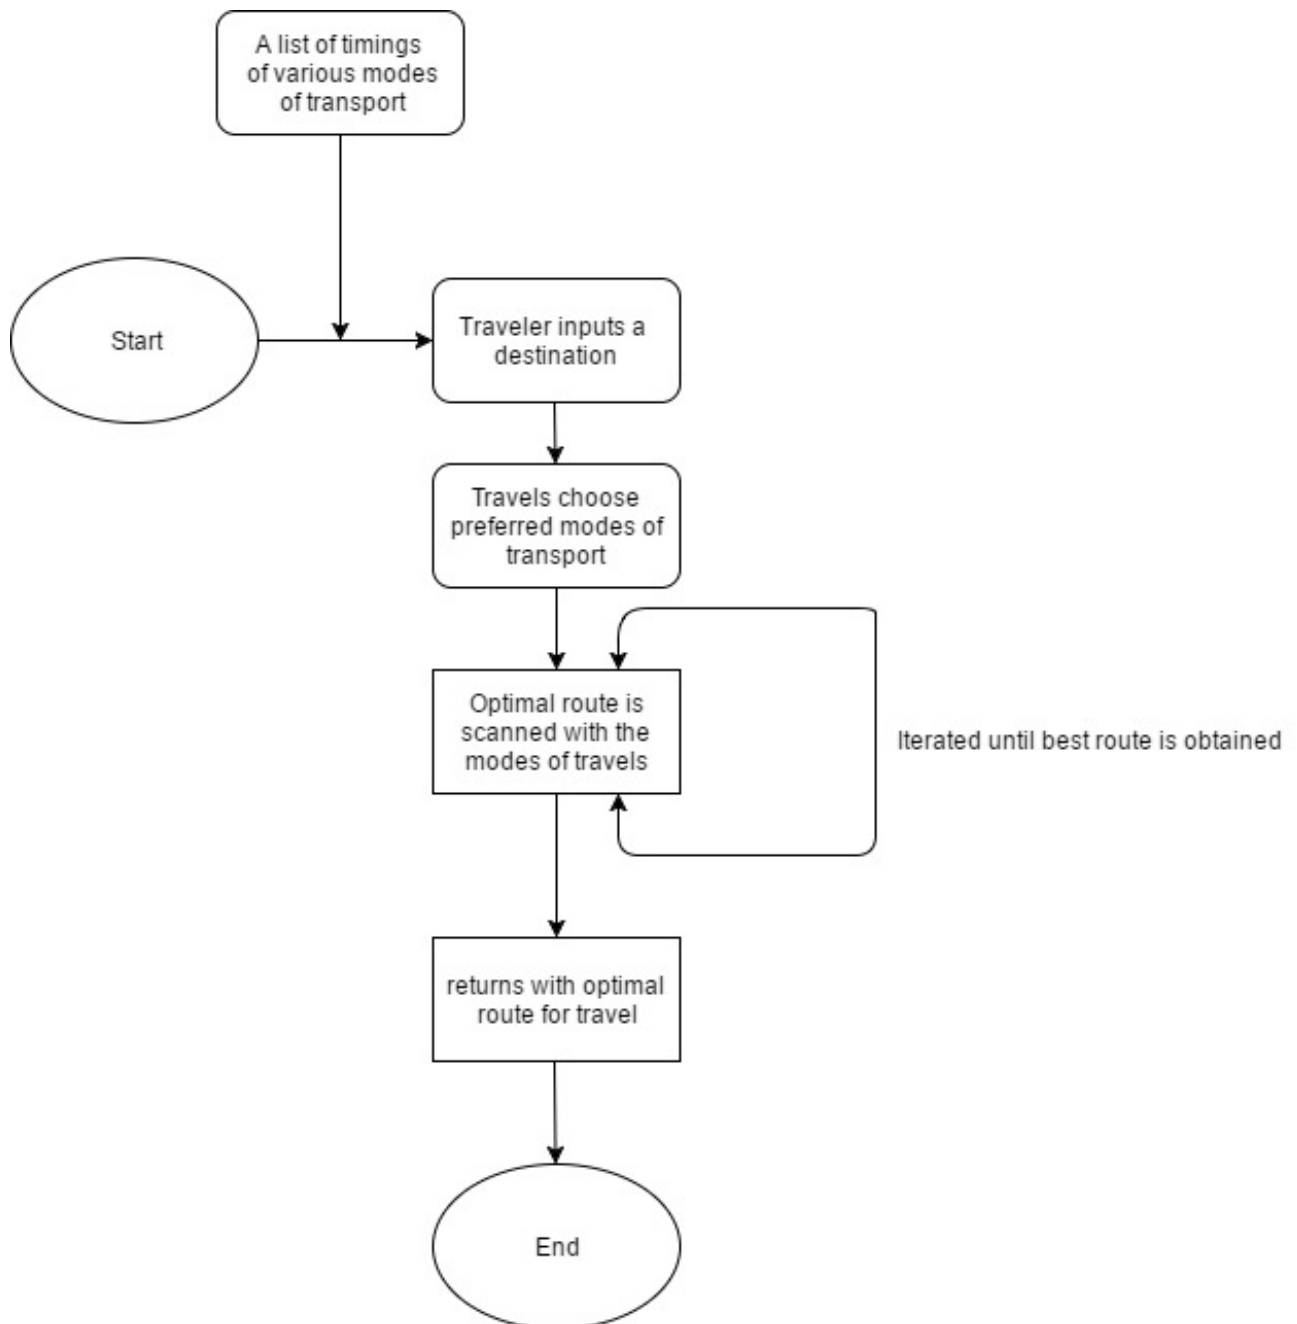 A list of timings
of various modes
of transport
Start
Traveler inputs a
destination
Travels choose
preferred modes of
transport
Optimal route is
scanned with the
modes of travels
Iterated until best route is obtained
returns with optimal
route for travel
End